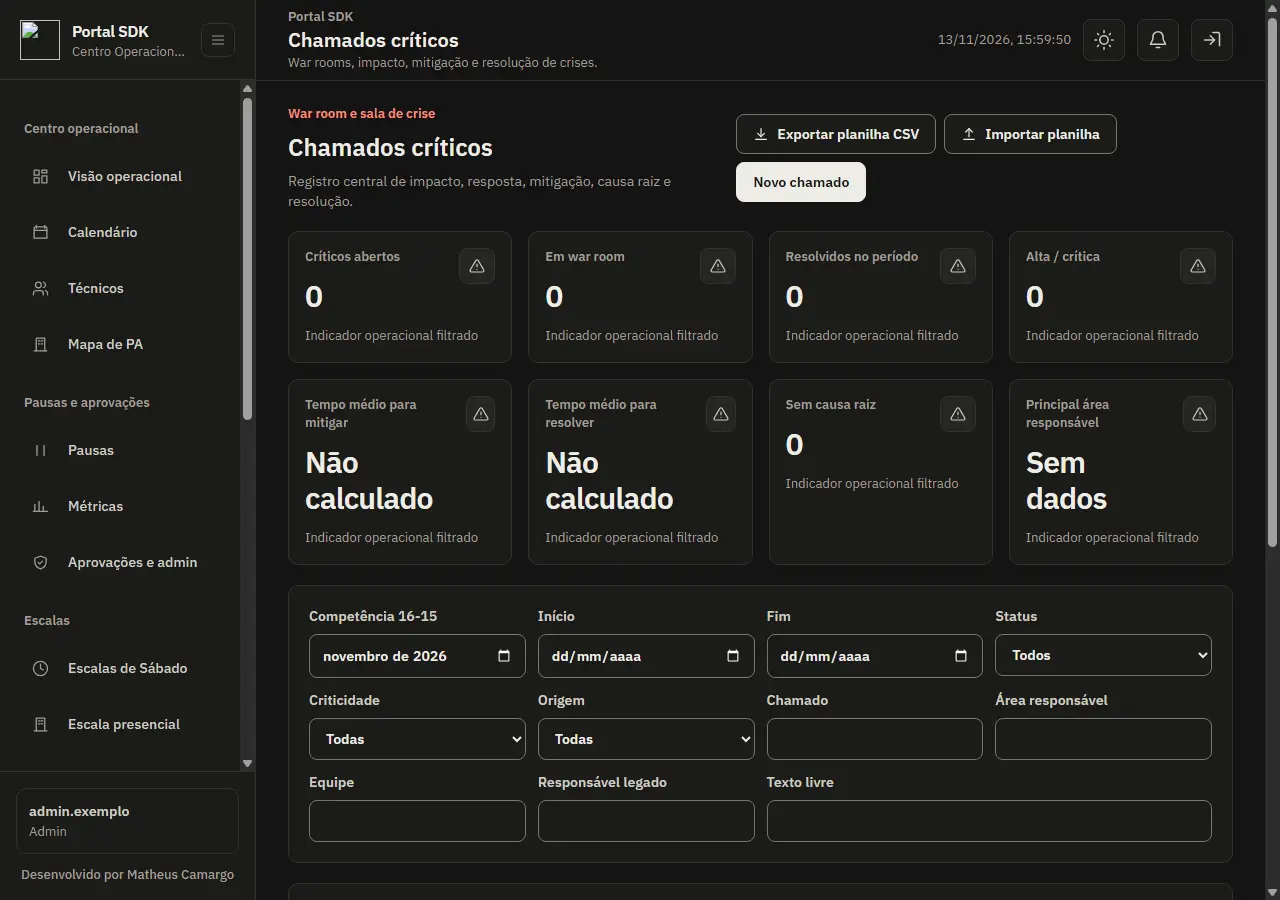 Portal SDK
Centro Operacion...
Centro operacional
Visão operacional
Calendário
Técnicos
Mapa de PA
Pausas e aprovações
Pausas
Métricas
Aprovações e admin
Escalas
Escalas de Sábado
Escala presencial
admin.exemplo
Admin
Desenvolvido por Matheus Camargo
Portal SDK
Chamados críticos
War rooms, impacto, mitigação e resolução de crises.
13/11/2026, 15:59:50
War room e sala de crise
Chamados críticos
Registro central de impacto, resposta, mitigação, causa raiz e
resolução.
Exportar planilha CSV
Importar planilha
Novo chamado
Críticos abertos
0
Indicador operacional filtrado
Em war room
0
Indicador operacional filtrado
Resolvidos no período
0
Indicador operacional filtrado
Alta / crítica
0
Indicador operacional filtrado
Tempo médio para
mitigar
Não
calculado
Indicador operacional filtrado
Tempo médio para
resolver
Não
calculado
Indicador operacional filtrado
Sem causa raiz
0
Indicador operacional filtrado
Principal área
responsável
Sem
dados
Indicador operacional filtrado
Competência 16-15
novembro de 2026
Início
dd/mm/aaaa
Fim
dd/mm/aaaa
Status
Todos
Criticidade
Todas
Origem
Todas
Chamado
Área responsável
Equipe
Responsável legado
Texto livre